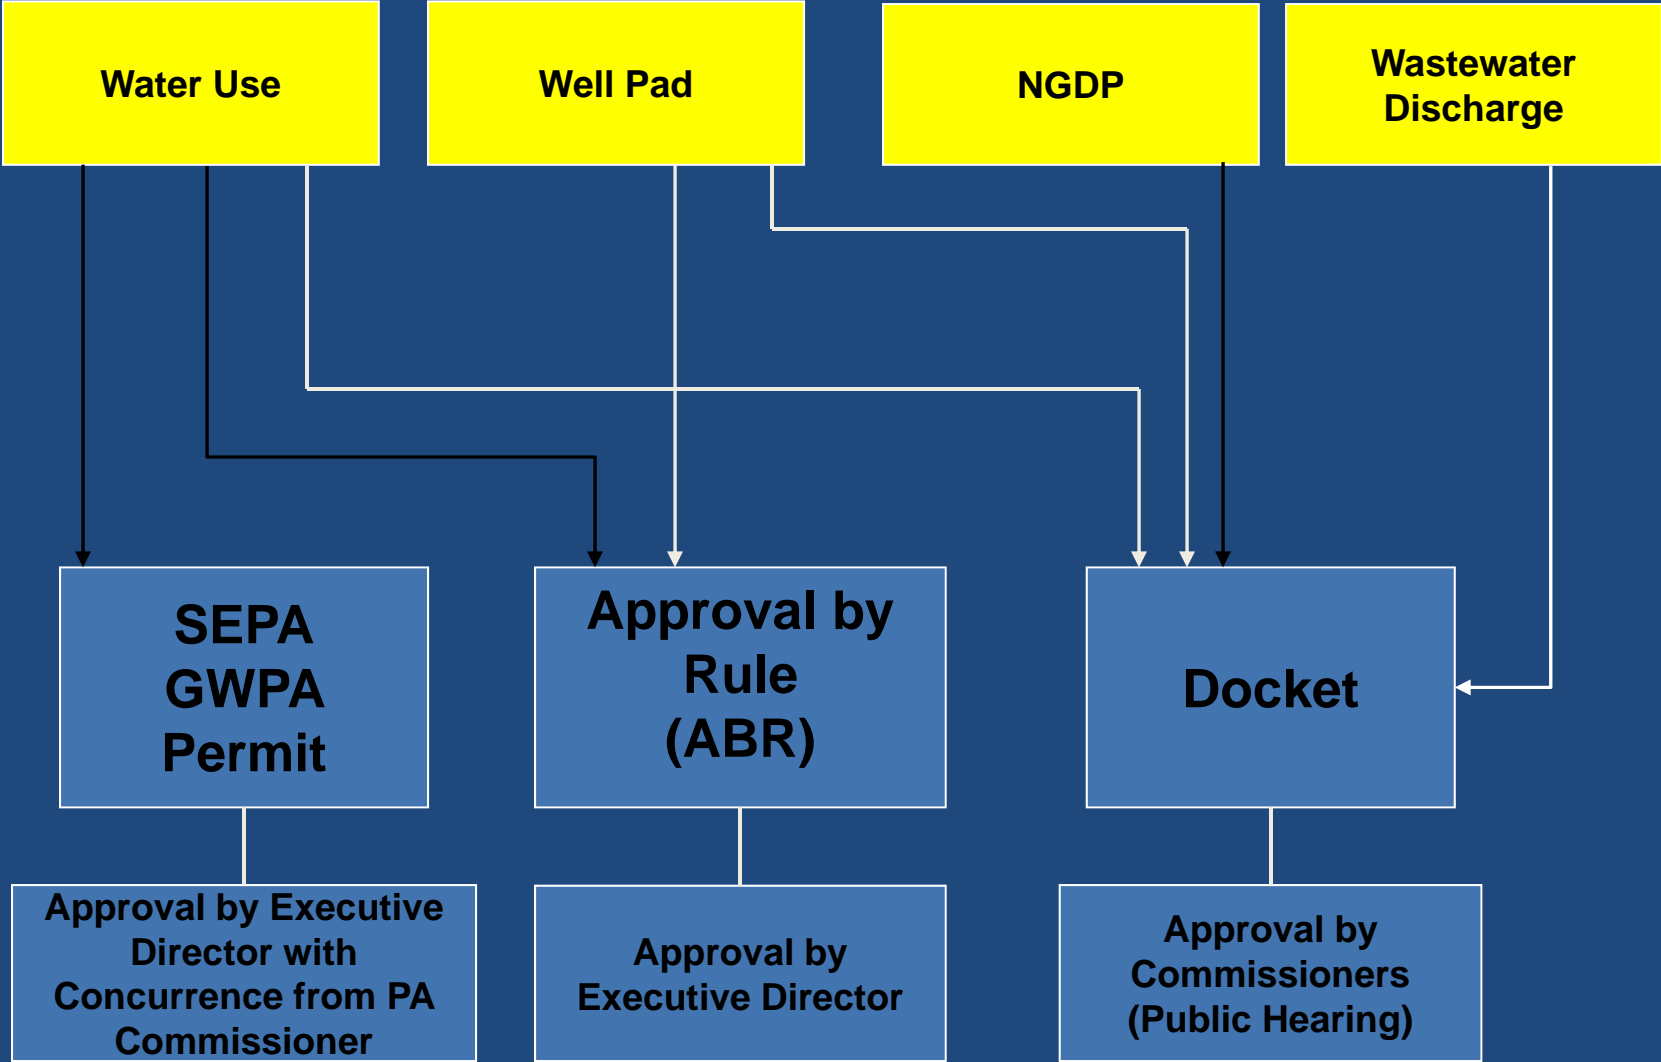 Water Use
Well Pad
NGDP
Wastewater
Discharge
SEPA
GWPA
Permit
Approval by
Rule
(ABR)
Docket
Approval by Executive
Director with
Concurrence from PA
Commissioner
Approval by
Executive Director
Approval by
Commissioners
(Public Hearing)